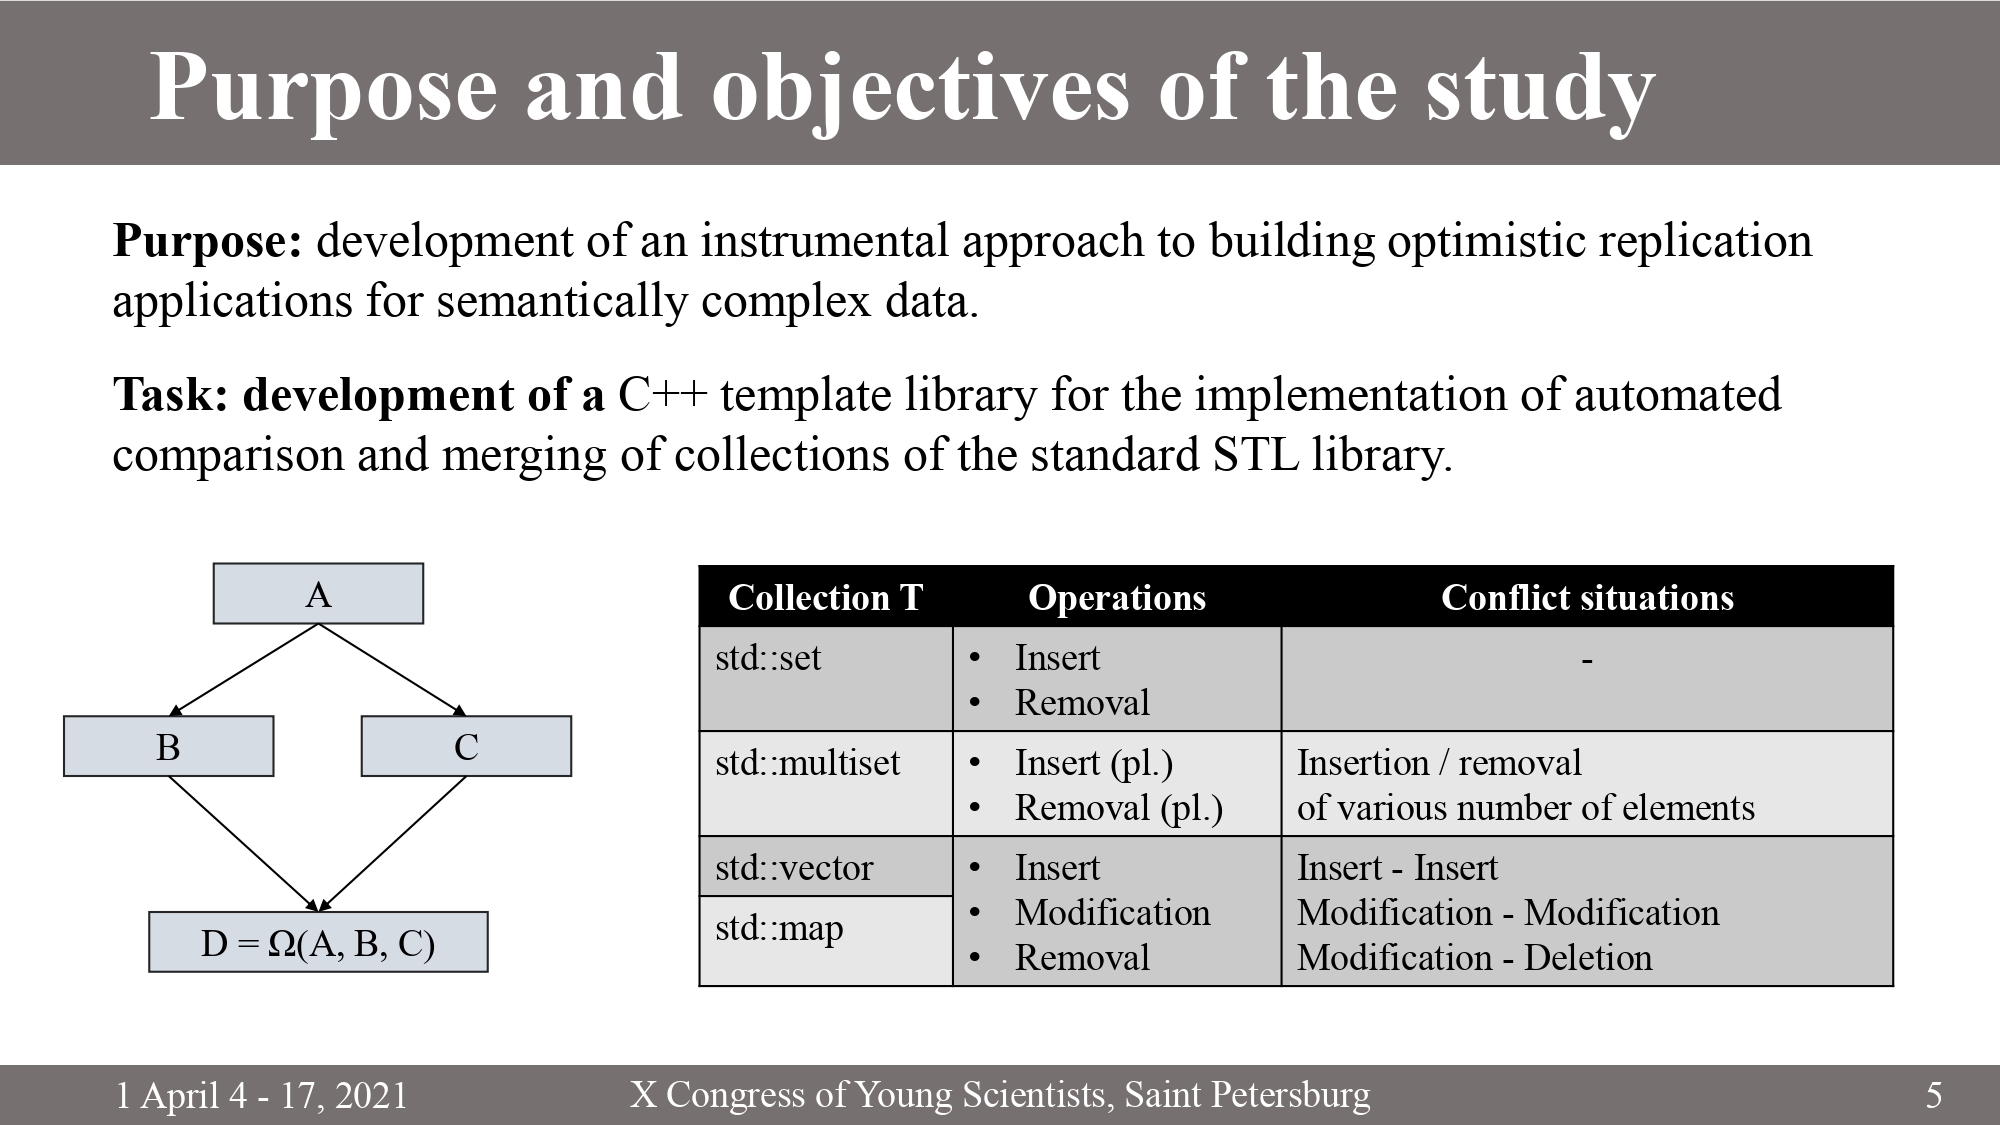 Purpose and objectives of the study
Purpose: development of an instrumental approach to building optimistic replication
applications for semantically complex data.
Task: development of a C++ template library for the implementation of automated
comparison and merging of collections of the standard STL library.
A
B
C
D = Ω(A, B, C)
Collection T
Operations
Conflict situations
std::set
• Insert
• Removal
-
std::multiset
• Insert (pl.)
• Removal (pl.)
Insertion / removal
of various number of elements
std::vector
std::map
• Insert
• Modification
• Removal
Insert - Insert
Modification - Modification
Modification - Deletion
1 April 4 - 17, 2021
X Congress of Young Scientists, Saint Petersburg
5